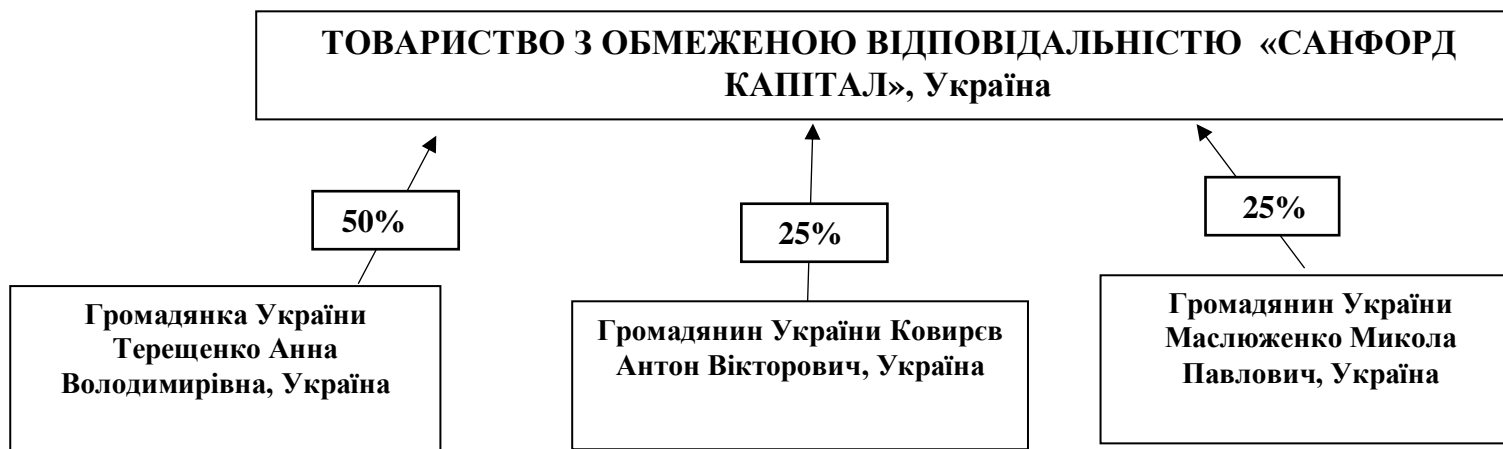 ТОВАРИСТВО З ОБМЕЖЕНОЮ ВІДПОВІДАЛЬНІСТЮ «САНФОРД
КАПІТАЛ», Україна
50%
25%
25%
Громадянка України
Терещенко Анна
Володимирівна, Україна
Громадянин України Ковирєв
Антон Вікторович, Україна
Громадянин України
Маслюженко Микола
Павлович, Україна